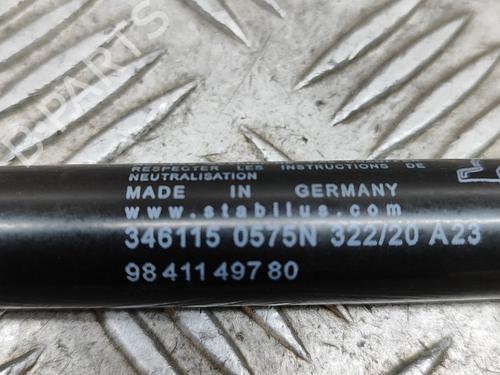 B-PARTS
RESPECTER LES INSTRUCTIONS DE
NEUTRALISATION
MADE IN GERMANY
www.stabilus.com
346115 0575N 322/20 A23
98 411 497 80